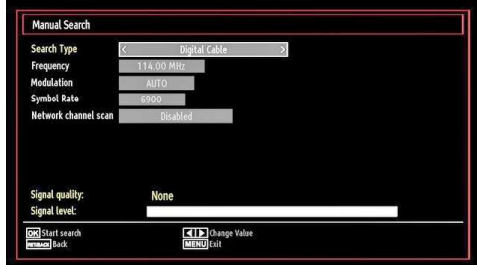 Manual Search
Search Type < Digital Cable >
Frequency 114.00 MHz
Modulation AUTO
Symbol Rate 6900
Network channel scan Disabled
Signal quality: None
Signal level:
OK Start search ◀ ▶ Change Value
Back MENU Exit